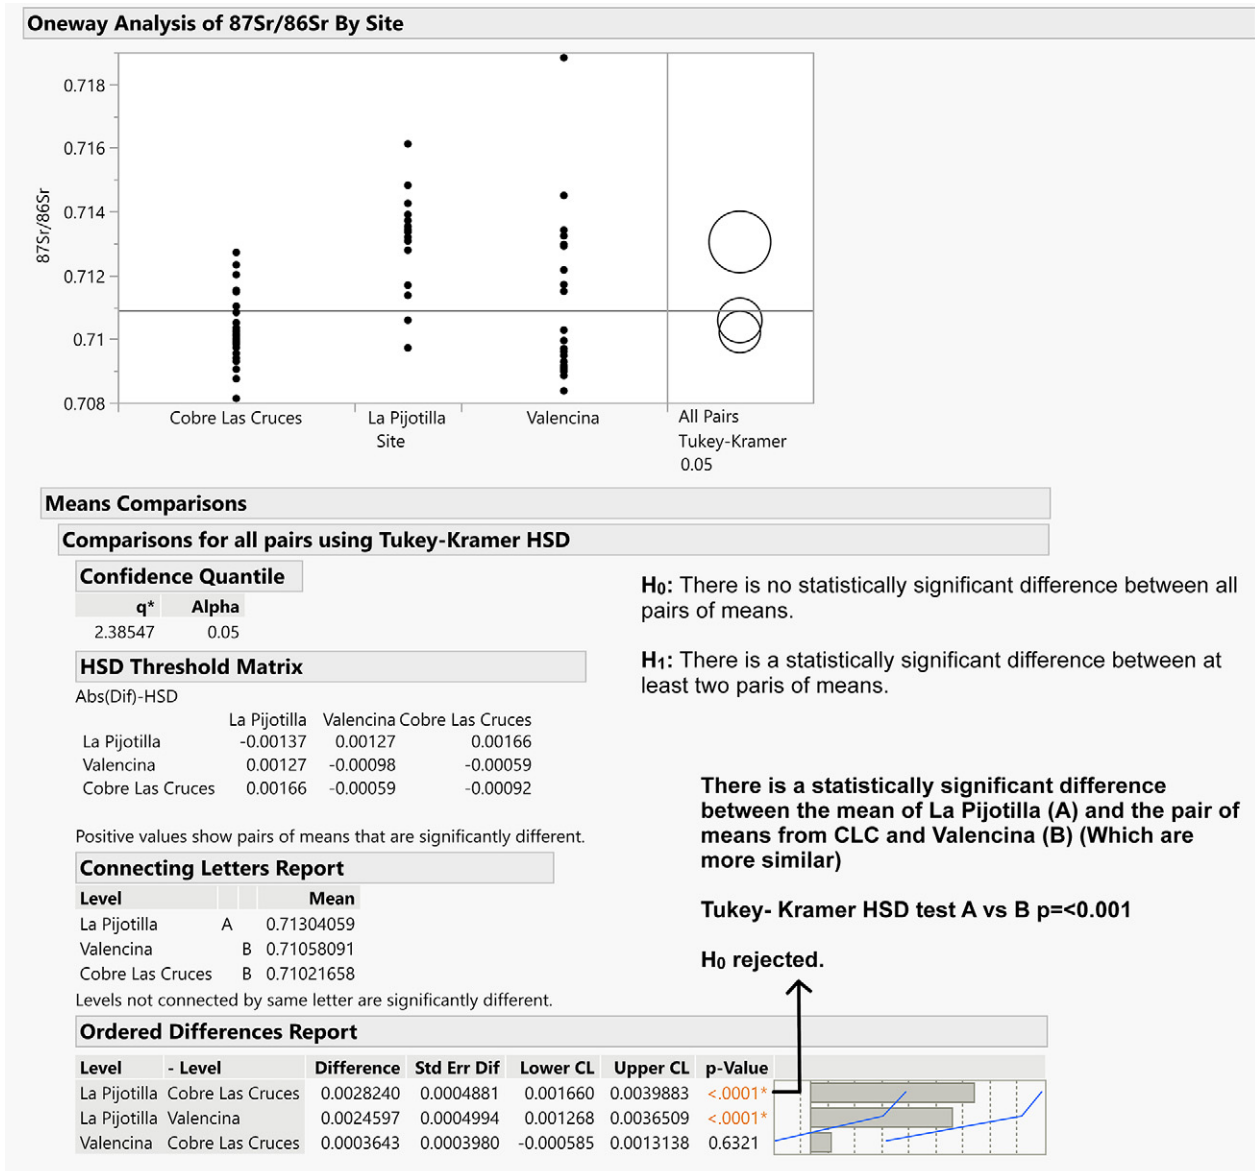 Oneway Analysis of 87Sr/86Sr By Site
0.718
0.716
0.714
0.712
0.71
0.708
87Sr/86Sr
Cobre Las Cruces
La Pijotilla
Valencina
Site
All Pairs
Tukey-Kramer
0.05
Means Comparisons
Comparisons for all pairs using Tukey-Kramer HSD
Confidence Quantile
q* Alpha
2.38547 0.05
HSD Threshold Matrix
Abs(Dif)-HSD
La Pijotilla Valencina Cobre Las Cruces
La Pijotilla -0.00137 0.00127 0.00166
Valencina 0.00127 -0.00098 -0.00059
Cobre Las Cruces 0.00166 -0.00059 -0.00092
Positive values show pairs of means that are significantly different.
H0: There is no statistically significant difference between all
pairs of means.
H1: There is a statistically significant difference between at
least two paris of means.
There is a statistically significant difference
between the mean of La Pijotilla (A) and the pair of
means from CLC and Valencina (B) (Which are
more similar)
Tukey- Kramer HSD test A vs B p=<0.001
H0 rejected.
Connecting Letters Report
Level Mean
La Pijotilla A 0.71304059
Valencina B 0.71058091
Cobre Las Cruces B 0.71021658
Levels not connected by same letter are significantly different.
Ordered Differences Report
Level - Level Difference Std Err Dif Lower CL Upper CL p-Value
La Pijotilla Cobre Las Cruces 0.0028240 0.0004881 0.001660 0.0039883 <.0001*
La Pijotilla Valencina 0.0024597 0.0004994 0.001268 0.0036509 <.0001*
Valencina Cobre Las Cruces 0.0003643 0.0003980 -0.000585 0.0013138 0.6321